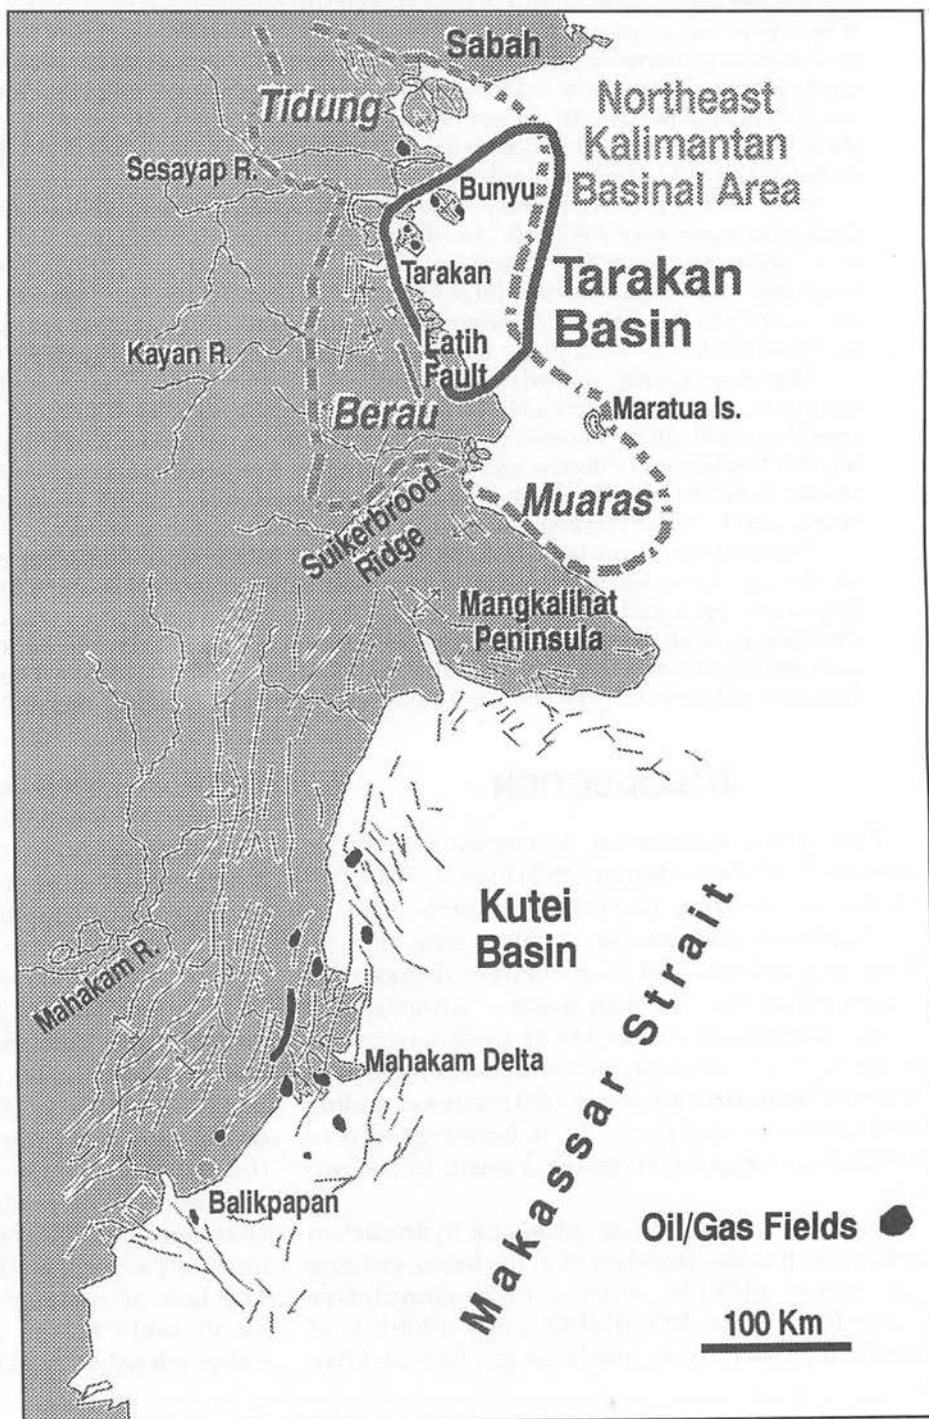 Sabah
Tidung
Northeast
Kalimantan
Basinal Area
Sesayap R.
Bunyu
Tarakan
Tarakan
Basin
Kayan R.
Latih
Fault
Berau
Maratua Is.
Muaras
Suikerbrood
Ridge
Mangkalihat
Peninsula
Kutei
Basin
Mahakam R.
Makassar Strait
Mahakam Delta
Balikpapan
Oil/Gas Fields
100 Km